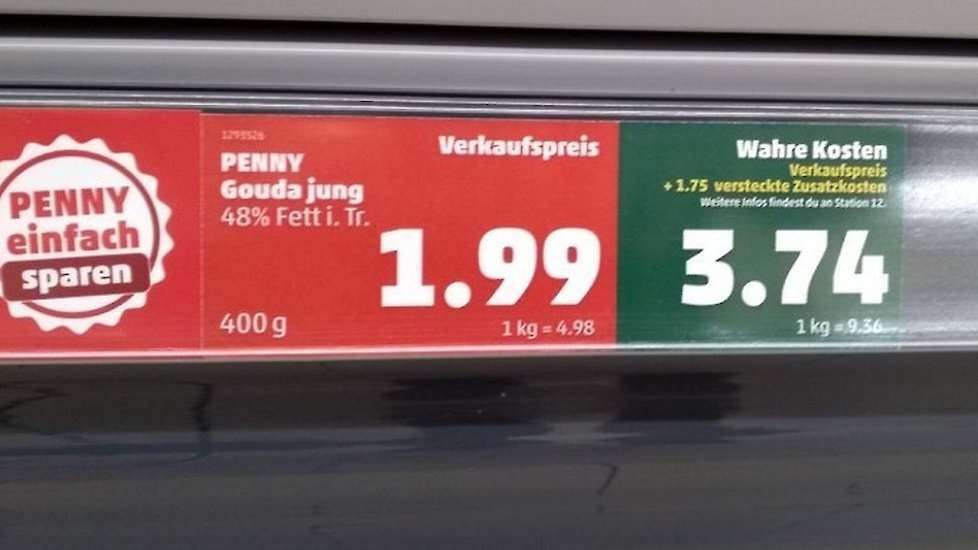 PENNY
einfach
sparen
1293526
PENNY
Gouda jung
48% Fett i. Tr.
400 g
Verkaufspreis
1.99
1 kg = 4.98
Wahre Kosten
Verkaufspreis
+ 1.75 versteckte Zusatzkosten
Weitere Infos findest du an Station 12.
3.74
1 kg = 9.36